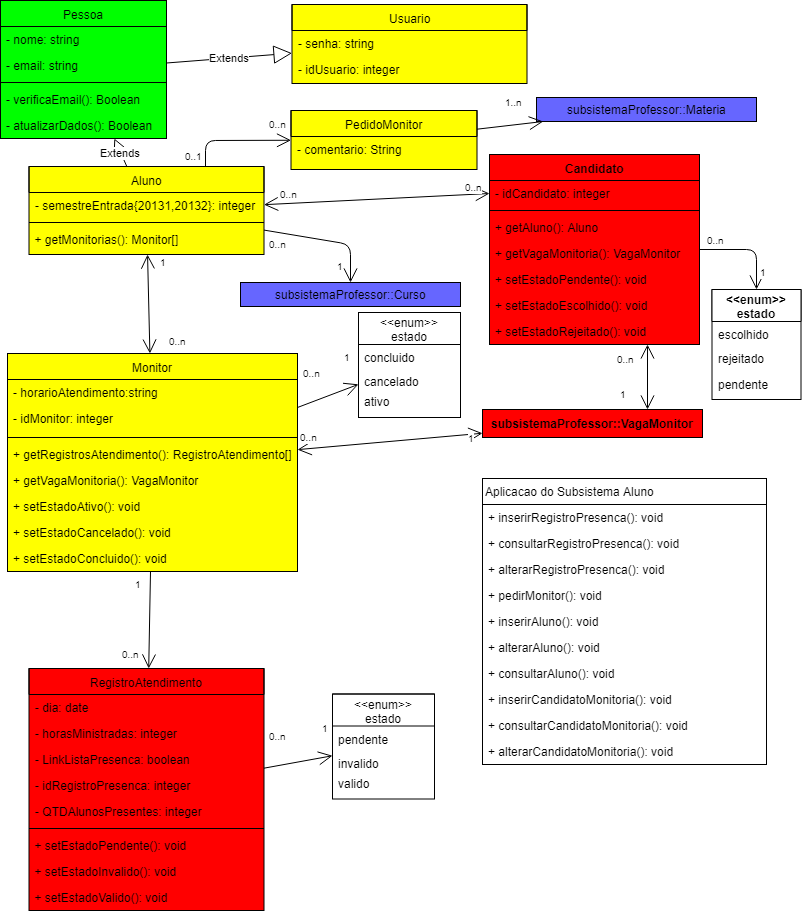 Pessoa
- nome: string
- email: string
- verificaEmail(): Boolean
- atualizarDados(): Boolean
Extends
Usuario
- senha: string
- idUsuario: integer
Extends
0..n
0..1
PedidoMonitor
- comentario: String
1..n
subsistemaProfessor::Materia
Aluno
- semestreEntrada{20131,20132}: integer
+ getMonitorias(): Monitor[]
0..n
0..n
0..n
1
1
0..n
subsistemaProfessor::Curso
Candidato
- idCandidato: integer
+ getAluno(): Aluno
+ getVagaMonitoria(): VagaMonitor
+ setEstadoPendente(): void
+ setEstadoEscolhido(): void
+ setEstadoRejeitado(): void
0..n
1
<<enum>>
estado
escolhido
rejeitado
pendente
<<enum>>
estado
concluido
cancelado
ativo
1
0..n
0..n
1
subsistemaProfessor::VagaMonitor
0..n
1
Monitor
- horarioAtendimento:string
- idMonitor: integer
+ getRegistrosAtendimento(): RegistroAtendimento[]
+ getVagaMonitoria(): VagaMonitor
+ setEstadoAtivo(): void
+ setEstadoCancelado(): void
+ setEstadoConcluido(): void
1
0..n
Aplicacao do Subsistema Aluno
+ inserirRegistroPresenca(): void
+ consultarRegistroPresenca(): void
+ alterarRegistroPresenca(): void
+ pedirMonitor(): void
+ inserirAluno(): void
+ alterarAluno(): void
+ consultarAluno(): void
+ inserirCandidatoMonitoria(): void
+ consultarCandidatoMonitoria(): void
+ alterarCandidatoMonitoria(): void
RegistroAtendimento
- dia: date
- horasMinistradas: integer
- LinkListaPresenca: boolean
- idRegistroPresenca: integer
- QTDAlunosPresentes: integer
+ setEstadoPendente(): void
+ setEstadoInvalido(): void
+ setEstadoValido(): void
0..n
1
<<enum>>
estado
pendente
invalido
valido